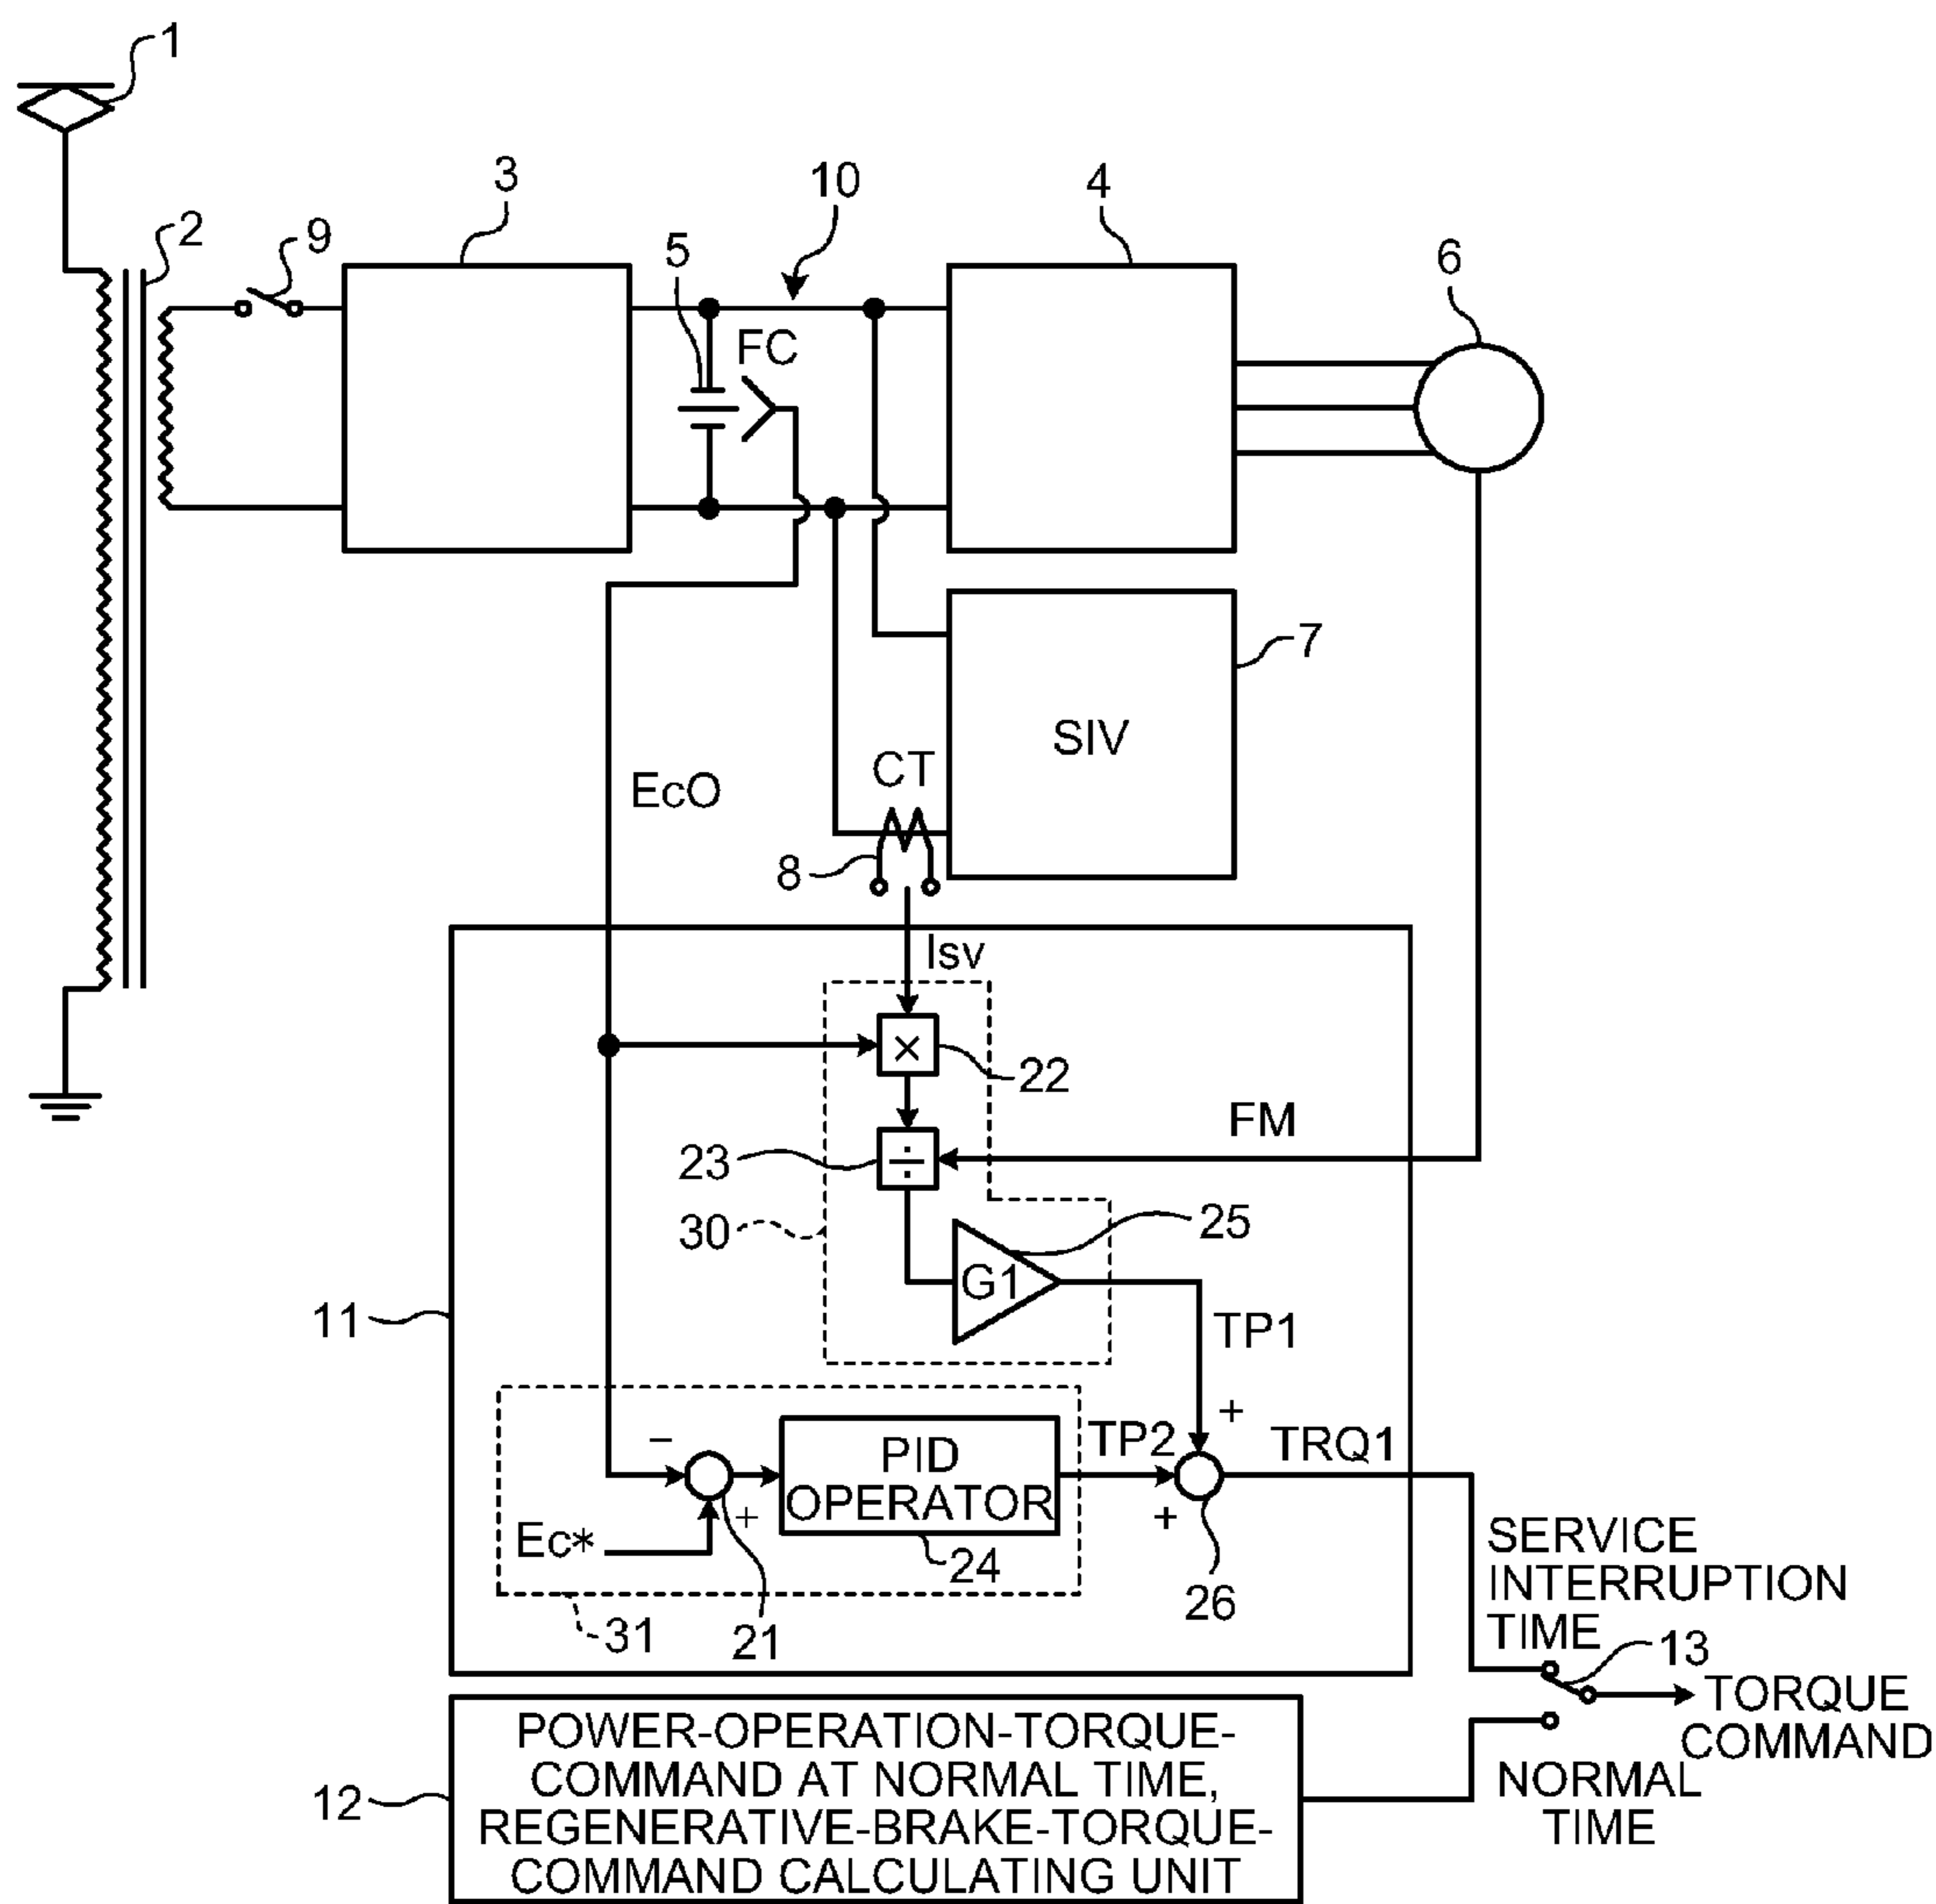 1
2
9
3
5
10
FC
4
6
7
SIV
CT
EcO
8
Isv
×
22
FM
23
÷
30
25
G1
11
TP1
+
−
PID
OPERATOR
TP2
TRQ1
+
+
Ec*
24
26
31
21
SERVICE
INTERRUPTION
TIME
13
TORQUE
COMMAND
NORMAL
TIME
12
POWER-OPERATION-TORQUE-
COMMAND AT NORMAL TIME,
REGENERATIVE-BRAKE-TORQUE-
COMMAND CALCULATING UNIT